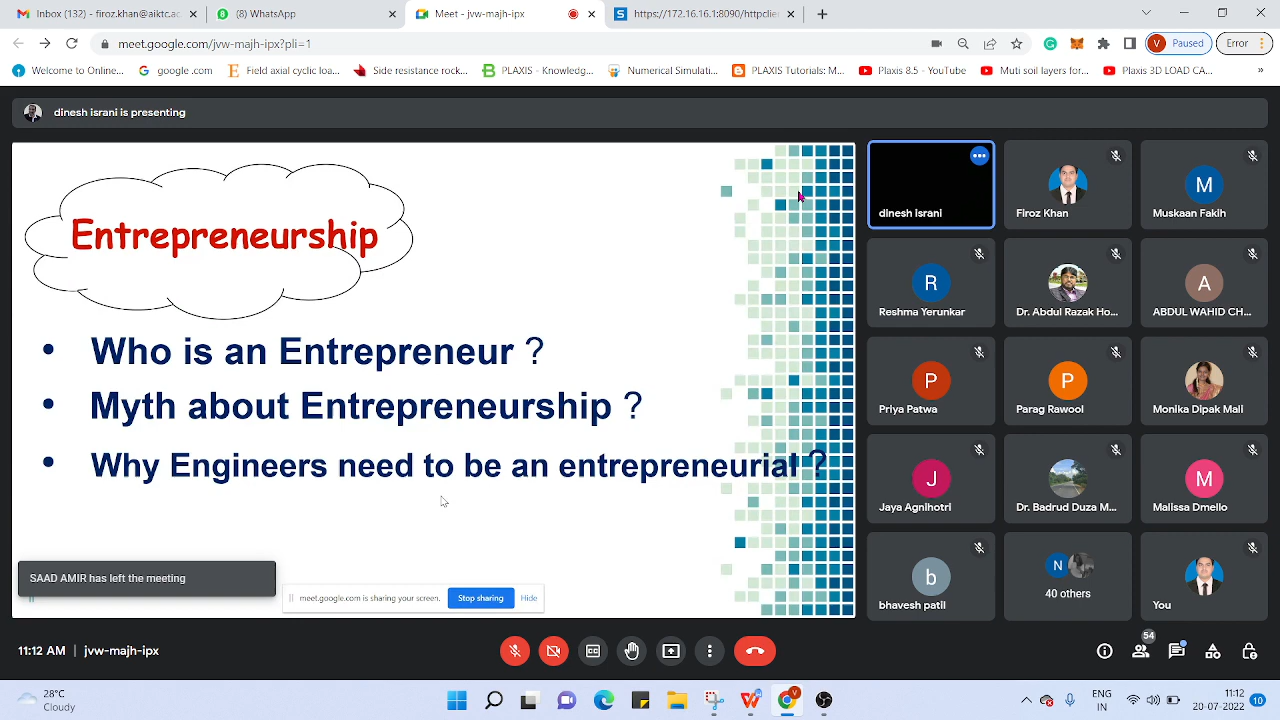 Inbox (132) - firoz.khan@aiktc.ac
WhatsApp
Meet - jvw-majh-ipx
https://172.16.16.1:8090/httpclie
meet.google.com/jvw-majh-ipx?pli=1
V Paused
Error
Welcome to Online...
google .com
Field axocyclic loa...
Side resistance roc...
PLAXIS - Knowledg...
Numerical Simulati...
PLAXIS Tutorials: M...
Plaxis 8.5 - YouTube
Muti soil layers for...
Plaxis 3D LOAD CA...
dinesh israni is presenting
Entrepreneurship
• Who is an Entrepreneur ?
• Myth about Entrepreneurship ?
• Why Engineers need to be an entrepreneurial ?
SAAD AMIR has left the meeting
meet.google.com is sharing your screen.
Stop sharing
Hide
dinesh israni
Firoz Khan
M
Muskaan Fakih
R
Reshma Yerunkar
Dr. Abdul Razak Ho...
A
ABDUL WAHID CH...
P
Priya Patwa
P
Parag Rawool
Monika Dipak Mali
J
Jaya Agnihotri
Dr. Badrud Duza M...
M
Malissa Dmello
b
bhavesh patil
N
40 others
You
11:12 AM | jvw-majh-ipx
54
28°C
Cloudy
ENG
IN
11:12
20-07-2022
10